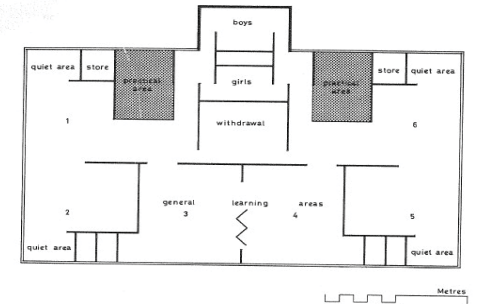 boys
quiet area
store
practical
area
girls
practical
area
store
quiet area
withdrawal
1
6
general
learning
areas
2
3
4
5
quiet area
quiet area
Metres